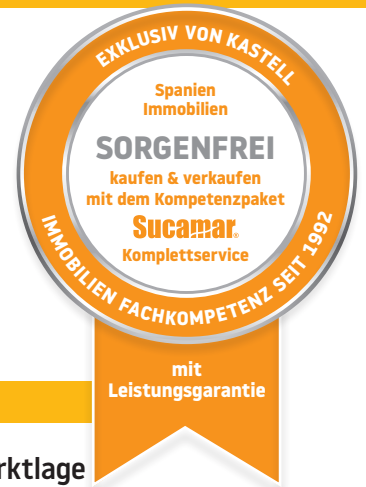 EXKLUSIV VON KASTELL
Spanien
Immobilien
SORGENFREI
kaufen & verkaufen
mit dem Kompetenzpaket
Sucamar®
Komplettservice
IMMOBILIEN FACHKOMPETENZ SEIT 1992
mit
Leistungsgarantie
rktlage